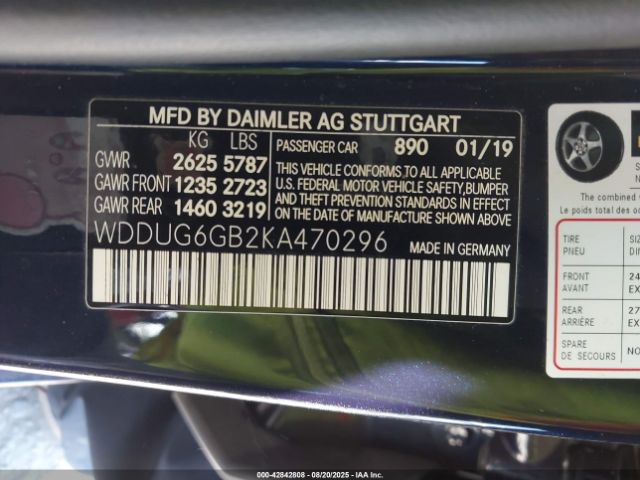 MFD BY DAIMLER AG STUTTGART
KG LBS
PASSENGER CAR 890 01/19
GVWR 2625 5787
GAWR FRONT 1235 2723
GAWR REAR 1460 3219
THIS VEHICLE CONFORMS TO ALL APPLICABLE
U.S. FEDERAL MOTOR VEHICLE SAFETY, BUMPER
AND THEFT PREVENTION STANDARDS IN EFFECT
ON THE DATE OF MANUFACTURE SHOWN ABOVE.
WDDUG6GB2KA470296
MADE IN GERMANY
The combined
Le poids total
TIRE
PNEU
FRONT
AVANT
REAR
ARRIÈRE
SPARE
DE SECOURS
000-42842808 - 08/20/2025 - IAA Inc.